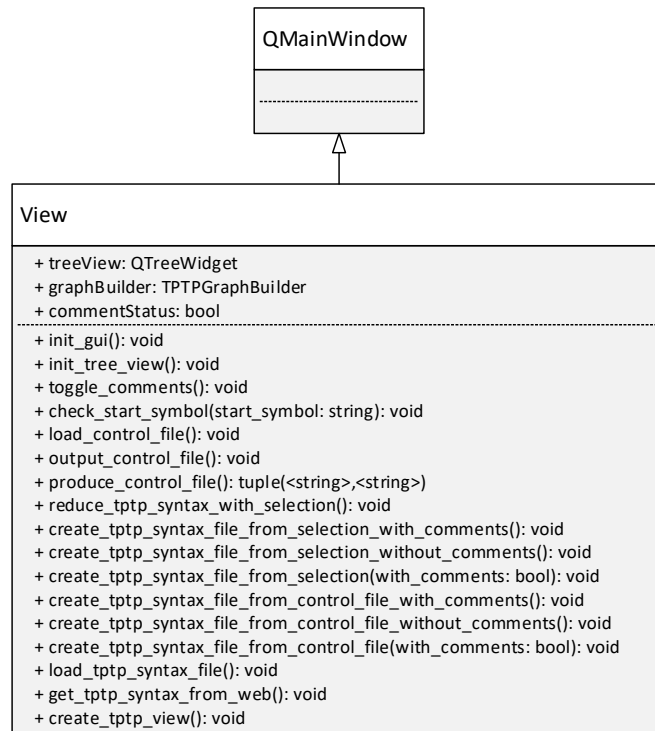 QMainWindow
View
+ treeView: QTreeWidget
+ graphBuilder: TPTPGraphBuilder
+ commentStatus: bool
+ init_gui(): void
+ init_tree_view(): void
+ toggle_comments(): void
+ check_start_symbol(start_symbol: string): void
+ load_control_file(): void
+ output_control_file(): void
+ produce_control_file(): tuple(<string>,<string>)
+ reduce_tptp_syntax_with_selection(): void
+ create_tptp_syntax_file_from_selection_with_comments(): void
+ create_tptp_syntax_file_from_selection_without_comments(): void
+ create_tptp_syntax_file_from_selection(with_comments: bool): void
+ create_tptp_syntax_file_from_control_file_with_comments(): void
+ create_tptp_syntax_file_from_control_file_without_comments(): void
+ create_tptp_syntax_file_from_control_file(with_comments: bool): void
+ load_tptp_syntax_file(): void
+ get_tptp_syntax_from_web(): void
+ create_tptp_view(): void